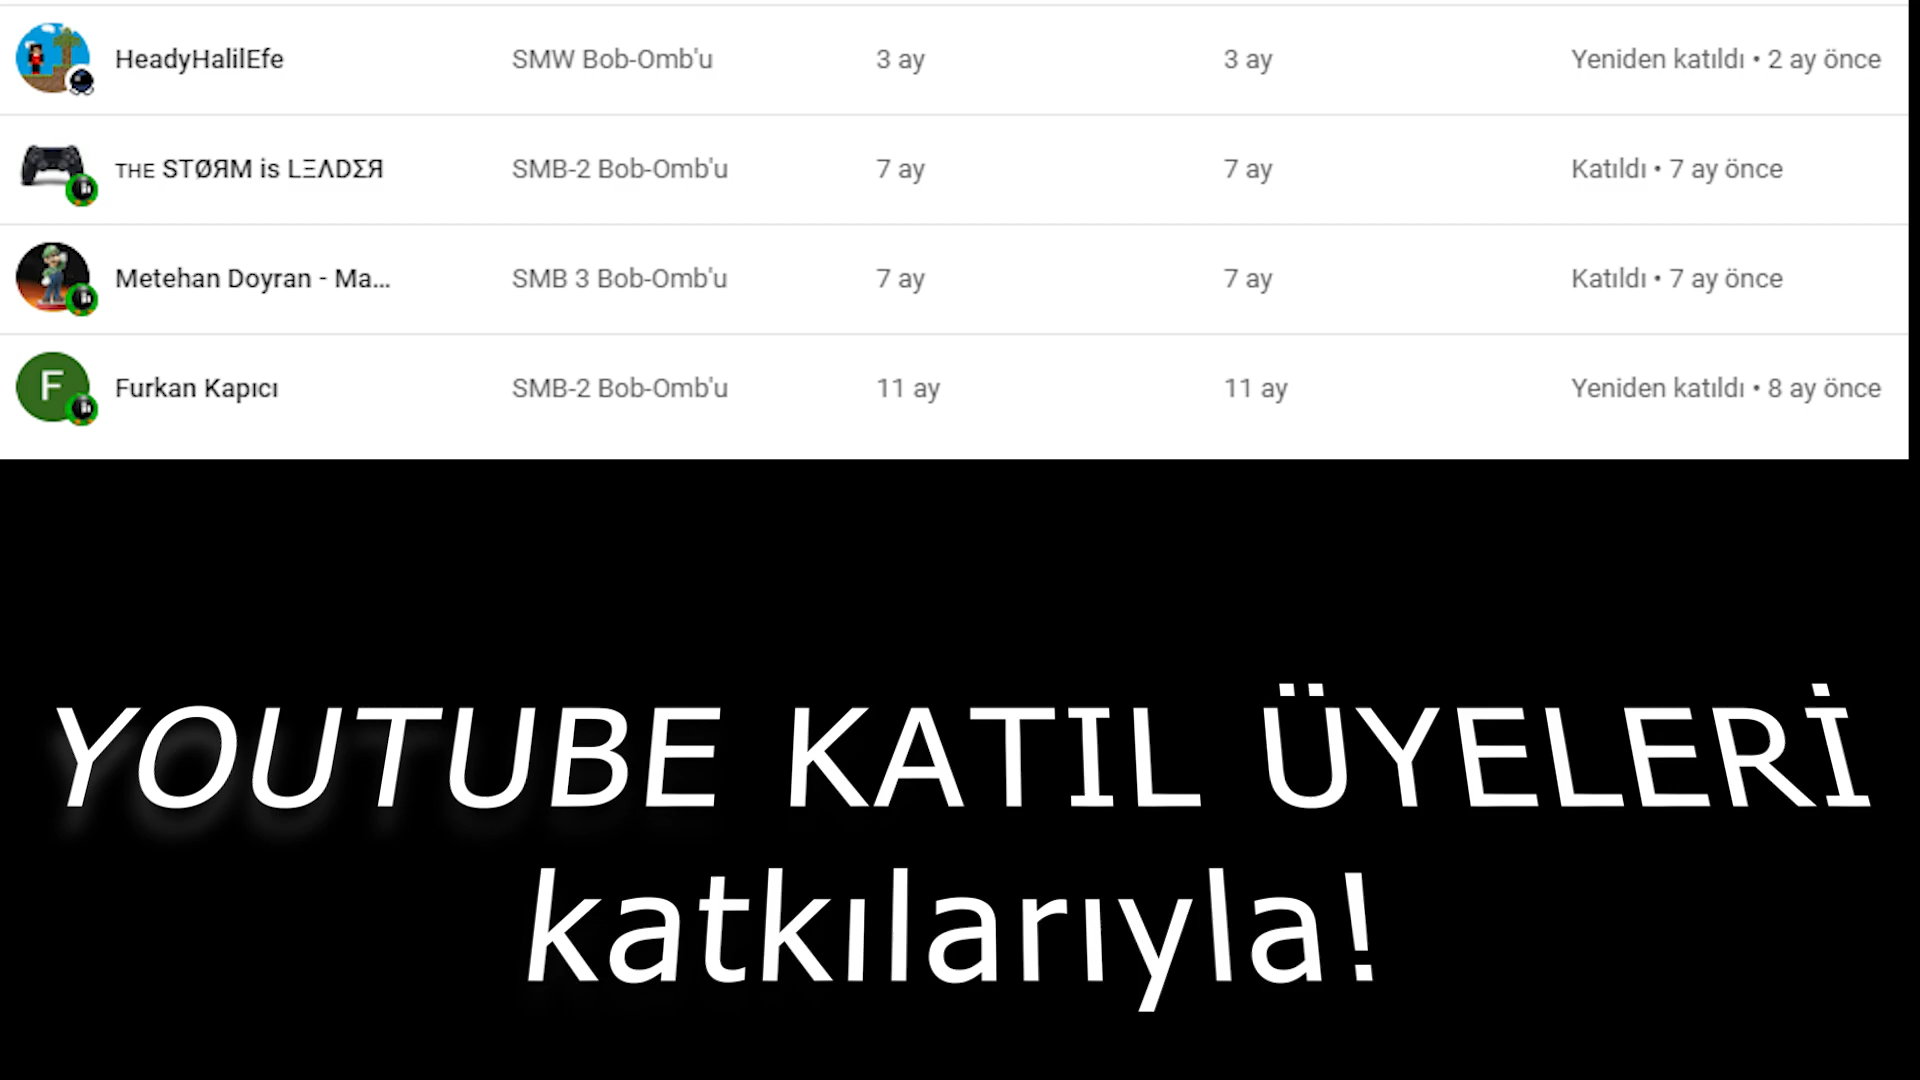 HeadyHalilEfe SMW Bob-Omb'u 3 ay 3 ay Yeniden katıldı • 2 ay önce
ᴛʜᴇ STØЯM is LΞΛDΣЯ SMB-2 Bob-Omb'u 7 ay 7 ay Katıldı • 7 ay önce
Metehan Doyran - Ma... SMB 3 Bob-Omb'u 7 ay 7 ay Katıldı • 7 ay önce
F Furkan Kapıcı SMB-2 Bob-Omb'u 11 ay 11 ay Yeniden katıldı • 8 ay önce
YOUTUBE KATIL ÜYELERİ
katkılarıyla!